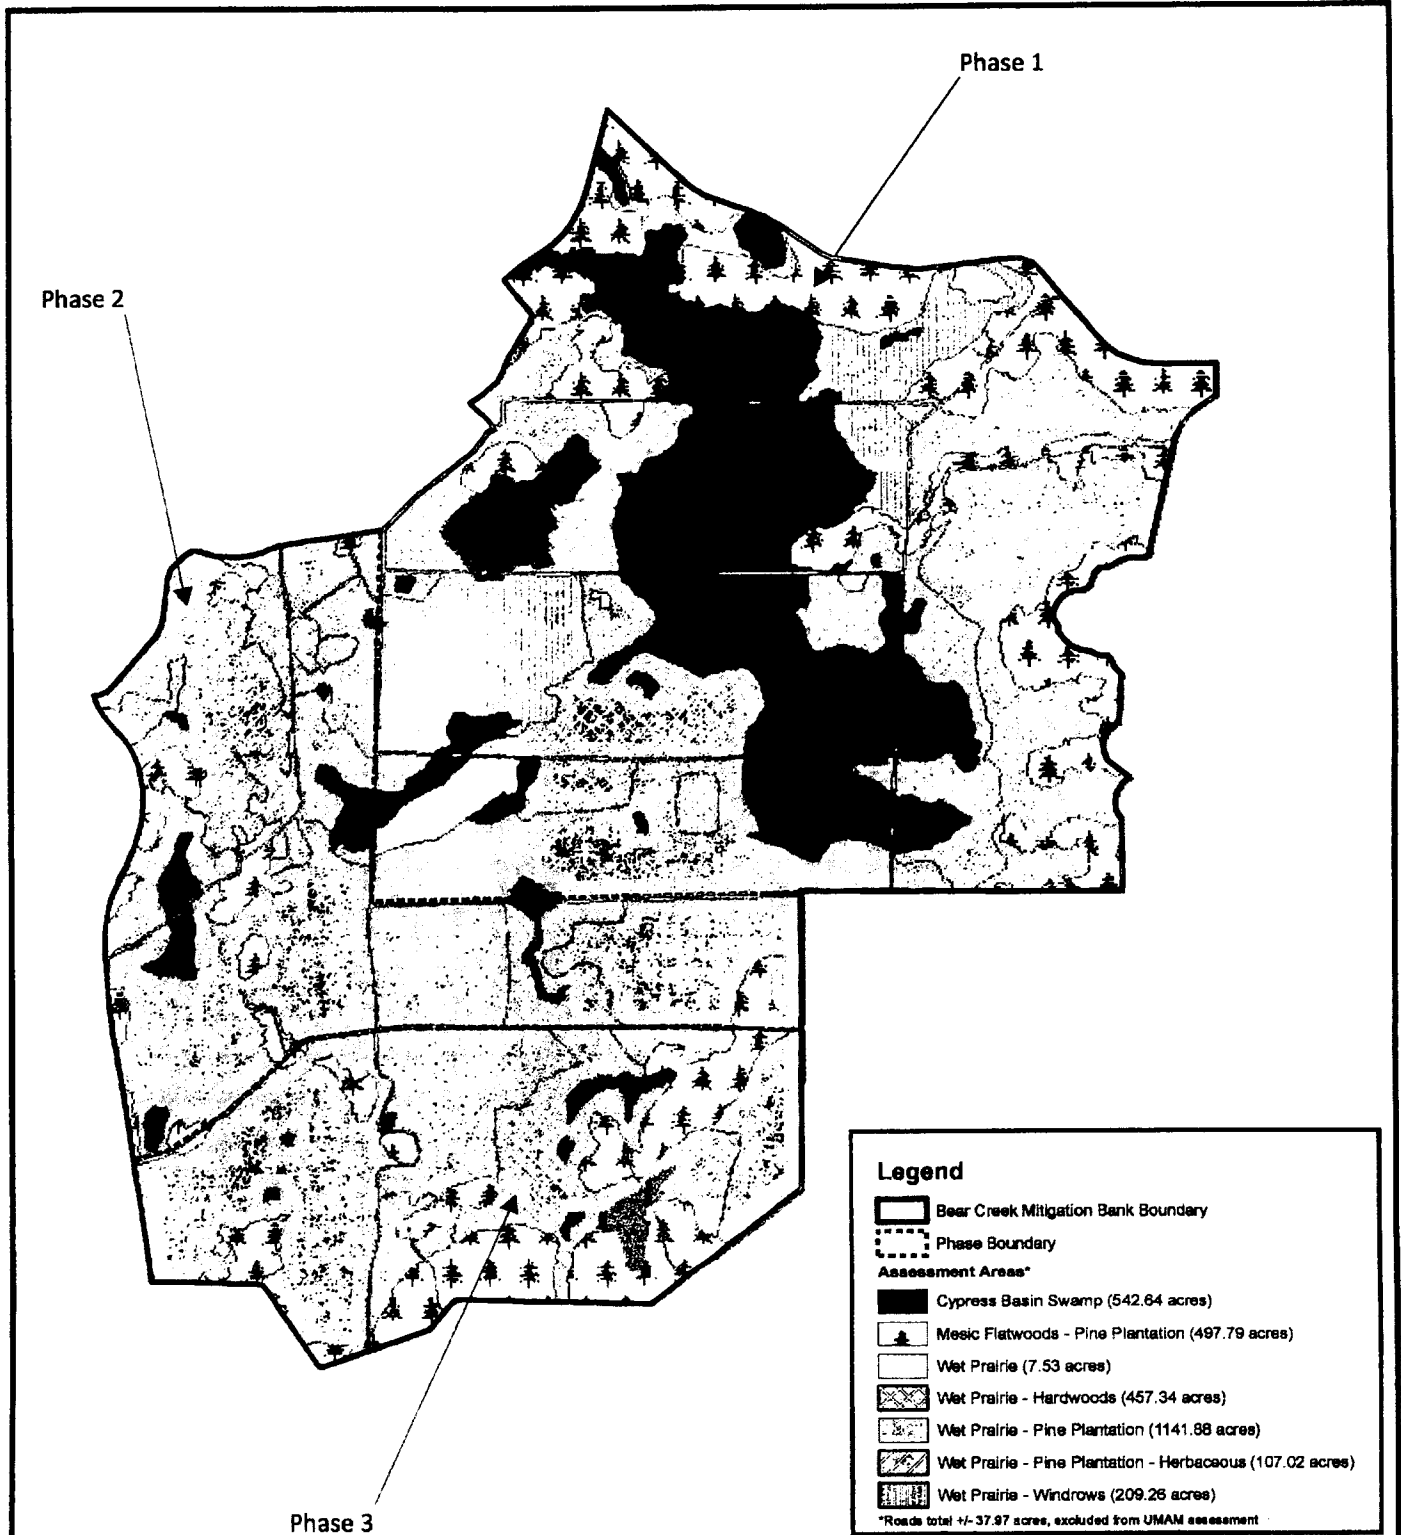 Phase 1
Phase 2
Legend
Bear Creek Mitigation Bank Boundary
Phase Boundary
Assessment Areas*
Cypress Basin Swamp (542.64 acres)
Mesic Flatwoods - Pine Plantation (497.79 acres)
Wet Prairie (7.53 acres)
Wet Prairie - Hardwoods (457.34 acres)
Wet Prairie - Pine Plantation (1141.88 acres)
Wet Prairie - Pine Plantation - Herbaceous (107.02 acres)
Wet Prairie - Windrows (209.26 acres)
*Roads total +/- 37.97 acres, excluded from UMAM assessment
Phase 3